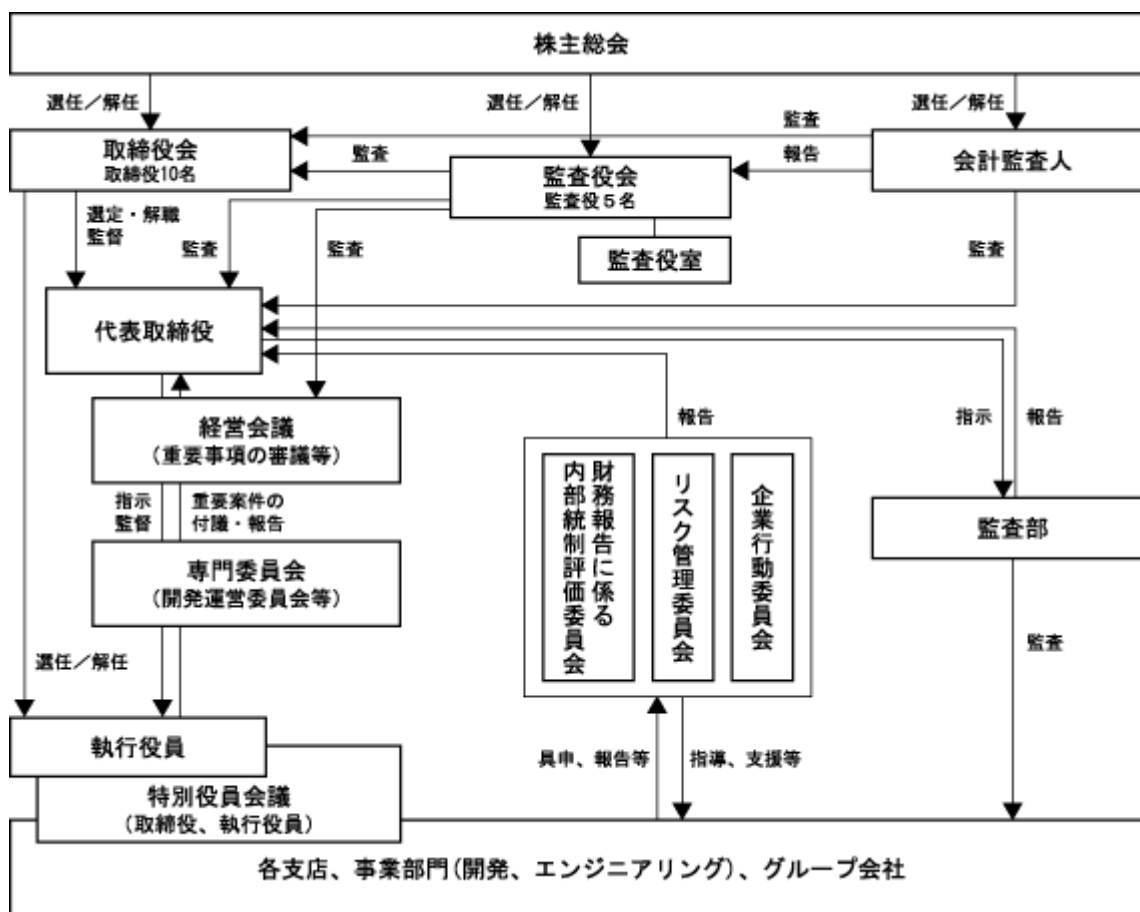 株主総会
選任／解任
選任／解任
選任／解任
取締役会
取締役10名
監査
監査
報告
会計監査人
監査役会
監査役５名
選定・解職
監督
監査
監査
監査役室
監査
代表取締役
経営会議
(重要事項の審議等)
報告
指示
報告
指示
監督
重要案件の
付議・報告
財務報告に係る
内部統制評価委員会
リスク管理委員会
企業行動委員会
監査部
専門委員会
(開発運営委員会等)
選任／解任
監査
執行役員
具申、報告等
指導、支援等
特別役員会議
(取締役、執行役員)
各支店、事業部門(開発、エンジニアリング)、グループ会社